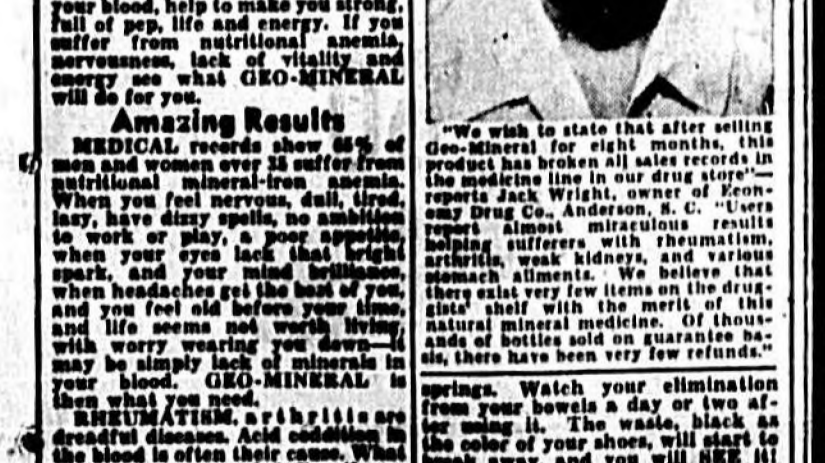 your blood, help to make you strong,
full of pep, life and energy. If you
suffer from nutritional anemia,
nervousness, lack of vitality and
energy see what GEO-MINERAL
will do for you.
Amazing Results
MEDICAL records show 65% of
men and women over 35 suffer from
nutritional mineral-iron anemia.
When you feel nervous, dull, tired,
lazy, have dizzy spells, no ambition
to work or play, a poor appetite,
when your eyes lack that bright
spark, and your mind brilliance,
when headaches get the best of you,
and you feel old before your time,
and life seems not worth living,
with worry wearing you down—it
may be simply lack of minerals in
your blood. GEO-MINERAL is
then what you need.
RHEUMATISM, arthritis are
dreadful diseases. Acid condition in
the blood is often their cause. What
"We wish to state that after selling
Geo-Mineral for eight months, this
product has broken all sales records in
the medicine line in our drug store"—
reports Jack Wright, owner of Econ-
omy Drug Co., Anderson, S. C. "Users
report almost miraculous results
helping sufferers with rheumatism,
arthritis, weak kidneys, and various
stomach ailments. We believe that
there exist very few items on the drug-
gists' shelf with the merit of this
natural mineral medicine. Of thous-
ands of bottles sold on guarantee ba-
sis, there have been very few refunds."
springs. Watch your elimination
from your bowels a day or two af-
ter using it. The waste, black as
the color of your shoes, will start to
break away, and you will SEE it!